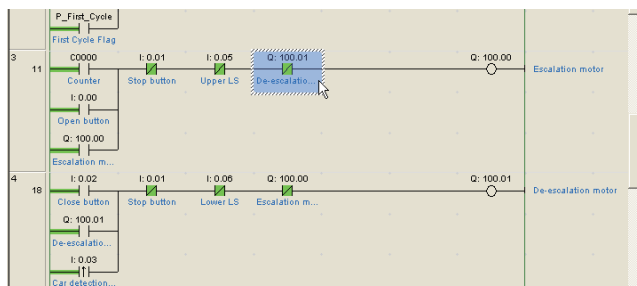 P_First_Cycle
First Cycle Flag
3
11
C0000
I: 0.01
I: 0.05
Q: 100.01
Q: 100.00
Counter
Stop button
Upper LS
De-escalatio...
Escalation motor
I: 0.00
Open button
Q: 100.00
Escalation m...
4
18
I: 0.02
I: 0.01
I: 0.06
Q: 100.00
Q: 100.01
Close button
Stop button
Lower LS
Escalation m...
De-escalation motor
Q: 100.01
De-escalatio...
I: 0.03
Car detection...